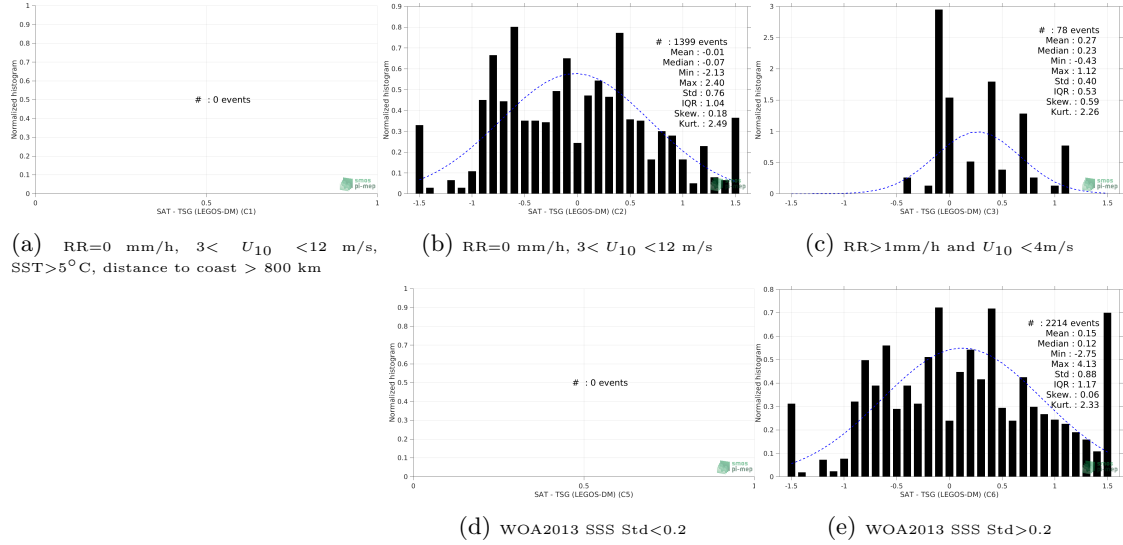 1
0.9
0.8
0.7
0.6
0.5
0.4
0.3
0.2
0.1
0
0
0.5
1
Normalized histogram
# : 0 events
SAT - TSG (LEGOS-DM) (C1)
smos
pi-mep
(a) RR=0 mm/h, 3< U10 <12 m/s,
SST>5°C, distance to coast > 800 km
0.9
0.8
0.7
0.6
0.5
0.4
0.3
0.2
0.1
0
-1.5
-1
-0.5
0
0.5
1
1.5
Normalized histogram
# : 1399 events
Mean : -0.01
Median : -0.07
Min : -2.13
Max : 2.40
Std : 0.76
IQR : 1.04
Skew. : 0.18
Kurt. : 2.49
SAT - TSG (LEGOS-DM) (C2)
smos
pi-mep
(b) RR=0 mm/h, 3< U10 <12 m/s
3
2.5
2
1.5
1
0.5
0
-1.5
-1
-0.5
0
0.5
1
1.5
Normalized histogram
# : 78 events
Mean : 0.27
Median : 0.23
Min : -0.43
Max : 1.12
Std : 0.40
IQR : 0.53
Skew. : 0.59
Kurt. : 2.26
SAT - TSG (LEGOS-DM) (C3)
smos
pi-mep
(c) RR>1mm/h and U10 <4m/s
1
0.9
0.8
0.7
0.6
0.5
0.4
0.3
0.2
0.1
0
0
0.5
1
Normalized histogram
# : 0 events
SAT - TSG (LEGOS-DM) (C5)
smos
pi-mep
(d) WOA2013 SSS Std<0.2
0.8
0.7
0.6
0.5
0.4
0.3
0.2
0.1
0
-1.5
-1
-0.5
0
0.5
1
1.5
Normalized histogram
# : 2214 events
Mean : 0.15
Median : 0.12
Min : -2.75
Max : 4.13
Std : 0.88
IQR : 1.17
Skew. : 0.06
Kurt. : 2.33
SAT - TSG (LEGOS-DM) (C6)
smos
pi-mep
(e) WOA2013 SSS Std>0.2